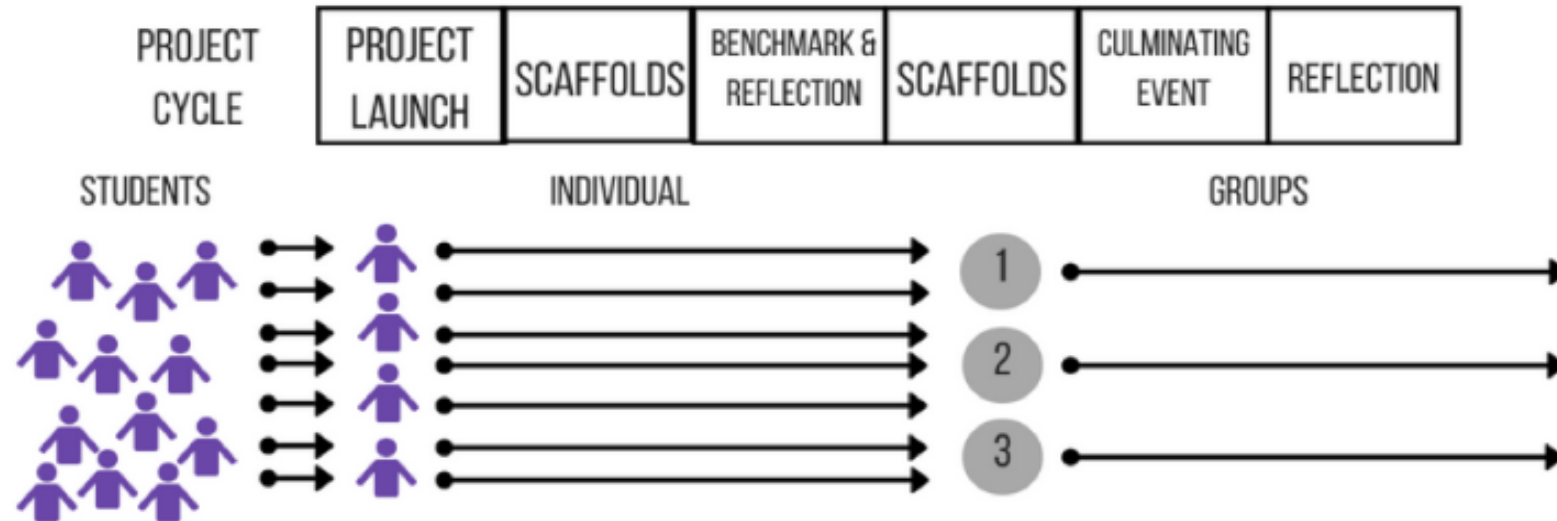 PROJECT
CYCLE
PROJECT
LAUNCH
SCAFFOLDS
BENCHMARK &
REFLECTION
SCAFFOLDS
CULMINATING
EVENT
REFLECTION
STUDENTS
INDIVIDUAL
GROUPS
1
2
3